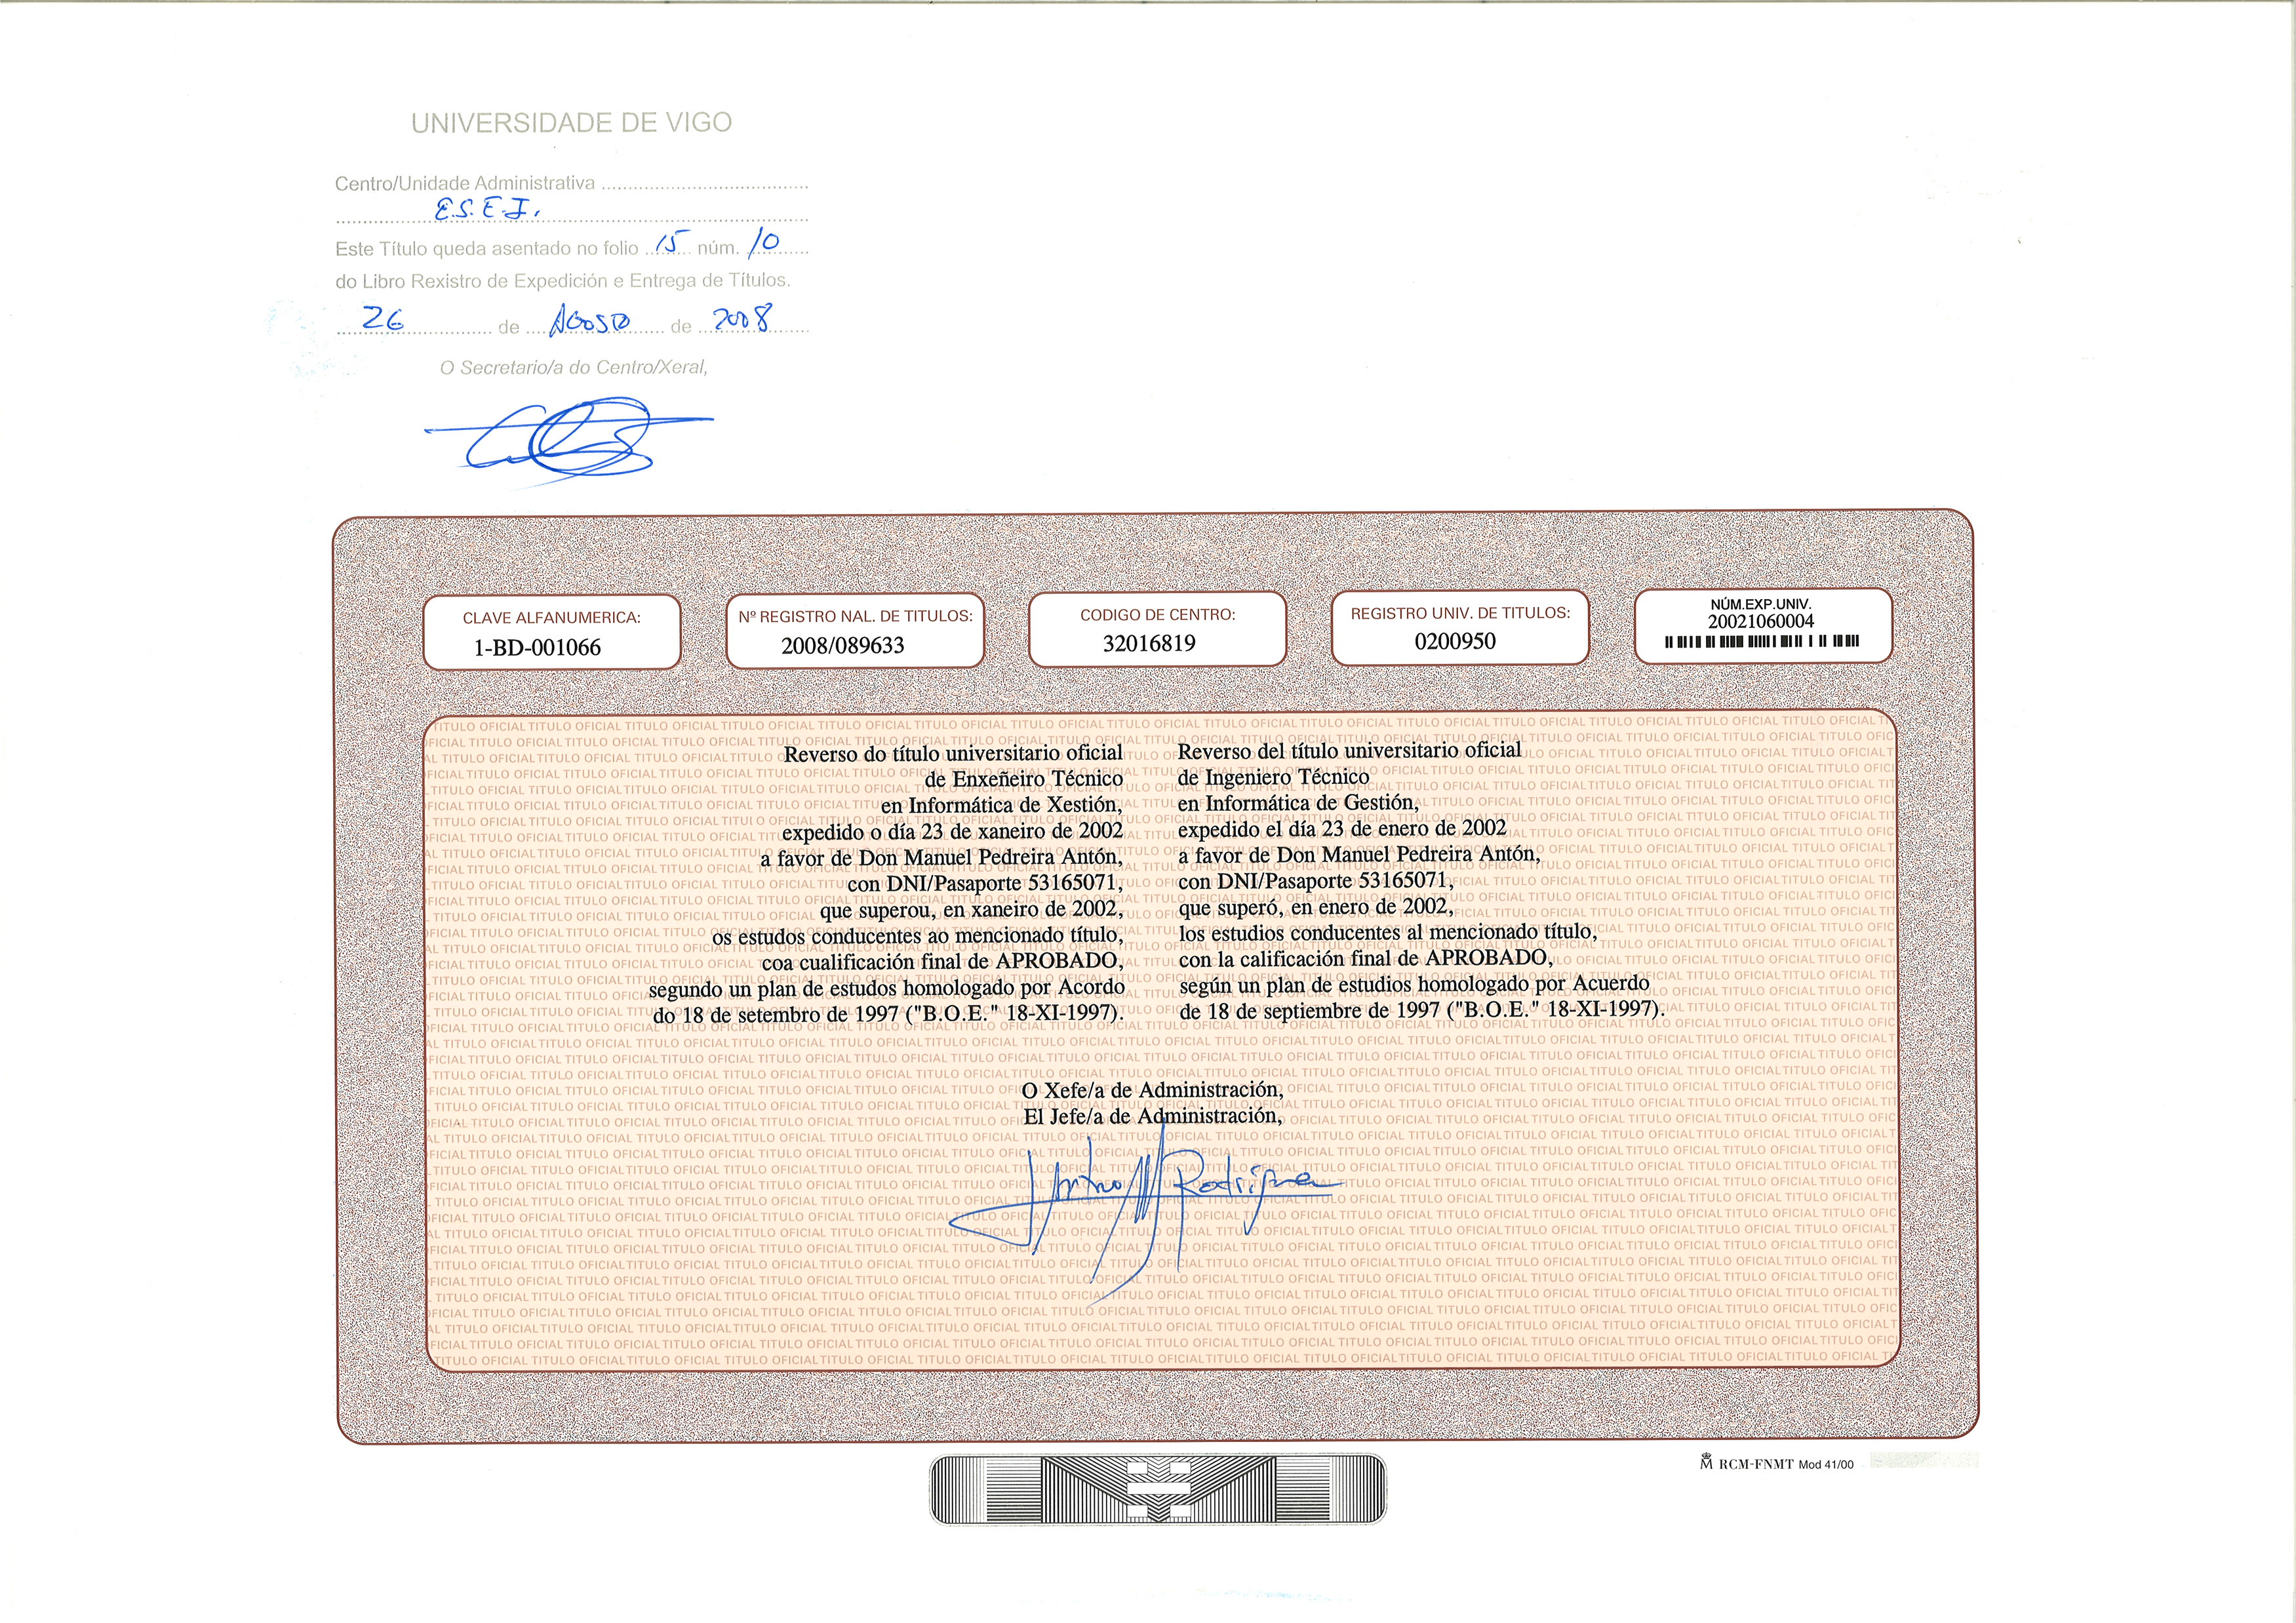 UNIVERSIDADE DE VIGO
Centro/Unidade Administrativa
E.S.E.I.
Este Título queda asentado no folio 15 núm. 10
do Libro Rexistro de Expedición e Entrega de Títulos.
26 de AGOSTO de 2008
O Secretario/a do Centro/Xeral,
CLAVE ALFANUMERICA:
1-BD-001066
Nº REGISTRO NAL. DE TITULOS:
2008/089633
CODIGO DE CENTRO:
32016819
REGISTRO UNIV. DE TITULOS:
0200950
NÚM.EXP.UNIV.
20021060004
Reverso do título universitario oficial
de Enxeñeiro Técnico
en Informática de Xestión,
expedido o día 23 de xaneiro de 2002
a favor de Don Manuel Pedreira Antón,
con DNI/Pasaporte 53165071,
que superou, en xaneiro de 2002,
os estudos conducentes ao mencionado título,
coa cualificación final de APROBADO,
segundo un plan de estudos homologado por Acordo
do 18 de setembro de 1997 ("B.O.E." 18-XI-1997).
Reverso del título universitario oficial
de Ingeniero Técnico
en Informática de Gestión,
expedido el día 23 de enero de 2002
a favor de Don Manuel Pedreira Antón,
con DNI/Pasaporte 53165071,
que superó, en enero de 2002,
los estudios conducentes al mencionado título,
con la calificación final de APROBADO,
según un plan de estudios homologado por Acuerdo
de 18 de septiembre de 1997 ("B.O.E." 18-XI-1997).
O Xefe/a de Administración,
El Jefe/a de Administración,
RCM-FNMT Mod 41/00